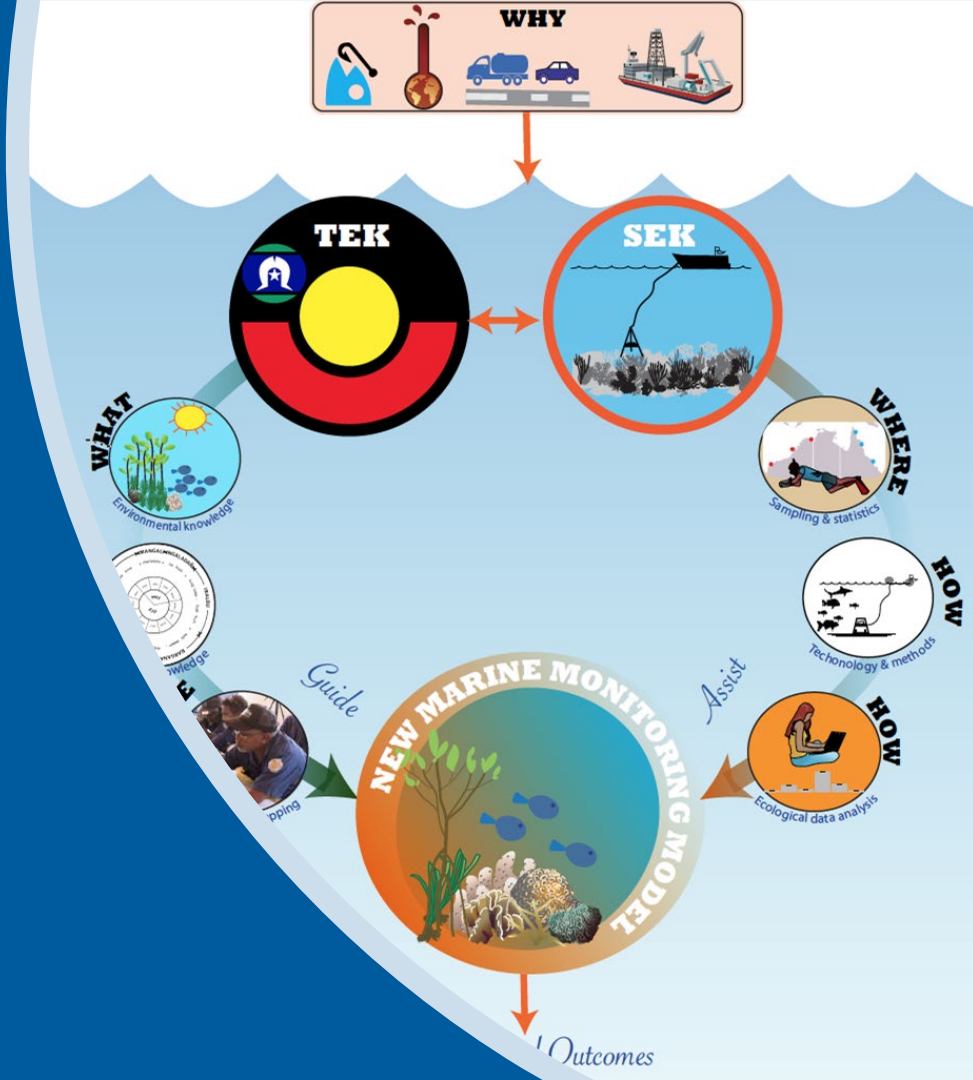 WHY
TEK
SEK
WHAT
Environmental knowledge
WHERE
Sampling & statistics
HOW
Techonology & methods
Guide
Assist
HOW
Ecological data analysis
NEW MARINE MONITORING MODEL
Outcomes